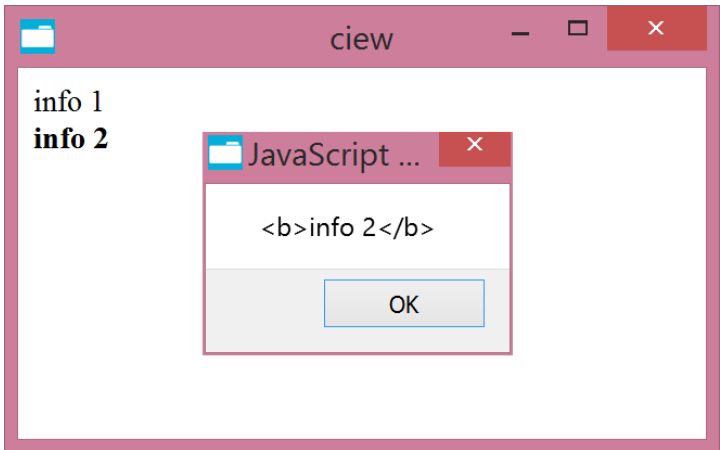 ciew
info 1
info 2
JavaScript ...
<b>info 2</b>
OK